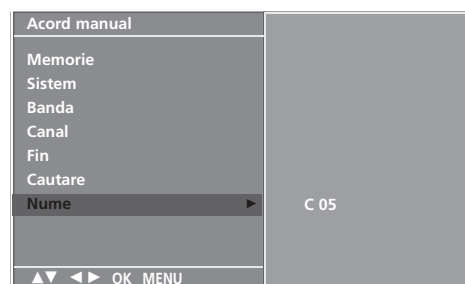 Acord manual
Memorie
Sistem
Banda
Canal
Fin
Cautare
Nume ► C 05
▲▼ ◄► OK MENU